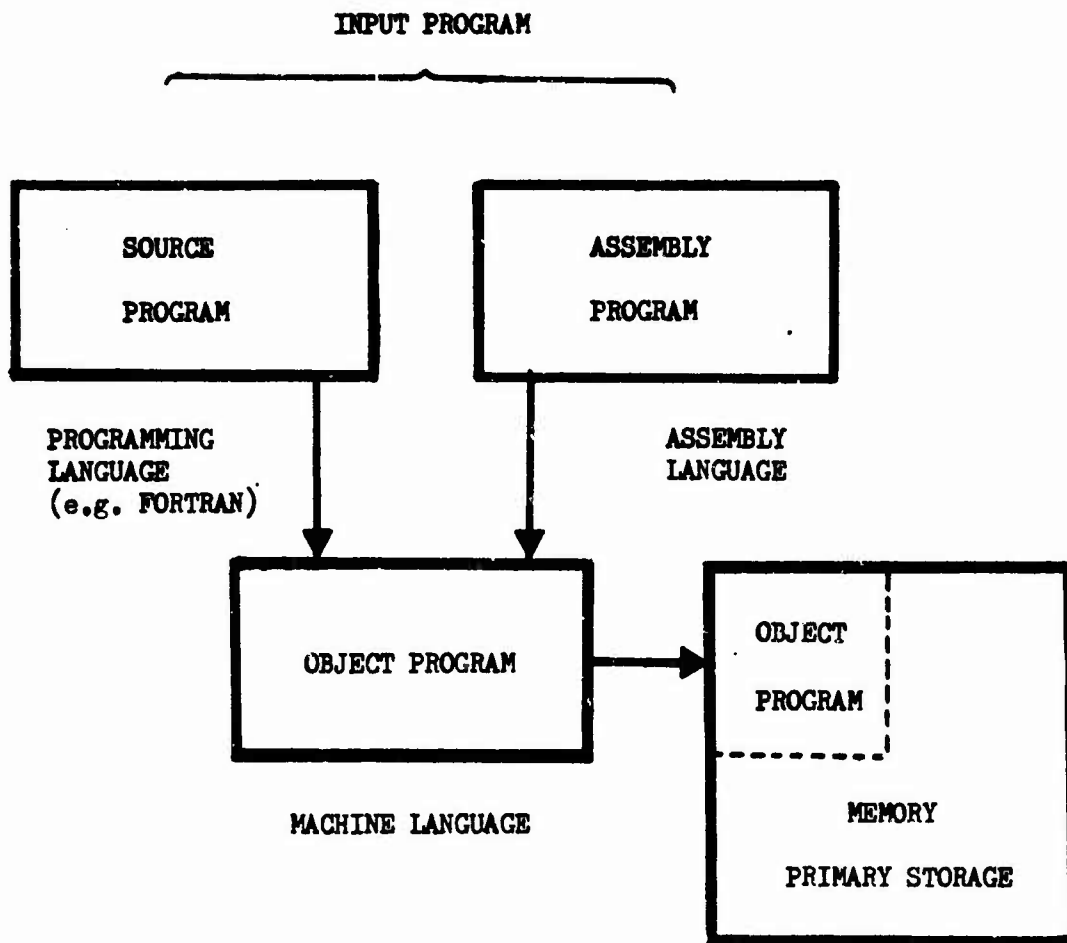 INPUT PROGRAM
SOURCE
PROGRAM
ASSEMBLY
PROGRAM
PROGRAMMING
LANGUAGE
(e.g. FORTRAN)
ASSEMBLY
LANGUAGE
OBJECT PROGRAM
OBJECT
PROGRAM
MACHINE LANGUAGE
MEMORY
PRIMARY STORAGE